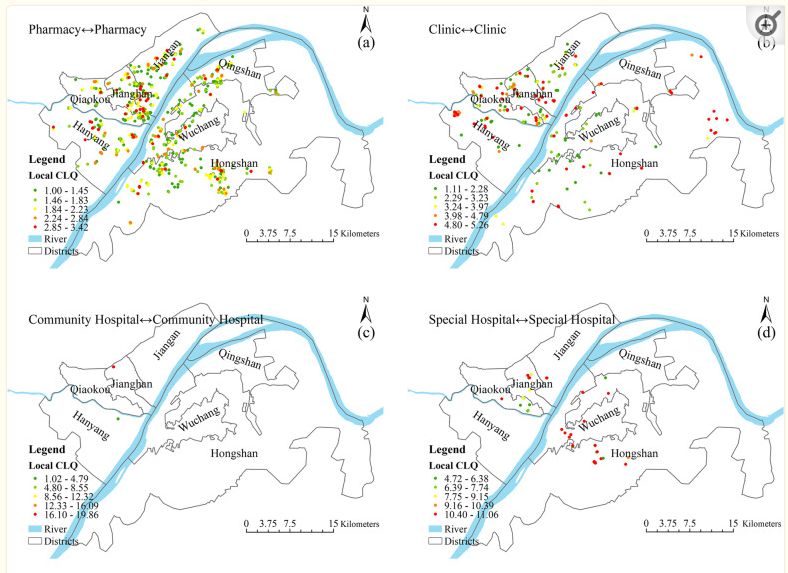 Pharmacy↔Pharmacy
N
(a)
Jiangan
Qingshan
Qiaokou
Jianghan
Hanyang
Wuchang
Hongshan
Legend
Local CLQ
1.00 - 1.45
1.46 - 1.83
1.84 - 2.23
2.24 - 2.84
2.85 - 3.42
River
Districts
0 3.75 7.5 15 Kilometers
Clinic↔Clinic
(b)
Jiangan
Qingshan
Qiaokou
Jianghan
Hanyang
Wuchang
Hongshan
Legend
Local CLQ
1.11 - 2.28
2.29 - 3.23
3.24 - 3.97
3.98 - 4.79
4.80 - 5.26
River
Districts
0 3.75 7.5 15 Kilometers
Community Hospital↔Community Hospital
N
(c)
Jiangan
Qingshan
Qiaokou
Jianghan
Hanyang
Wuchang
Hongshan
Legend
Local CLQ
1.02 - 4.79
4.80 - 8.55
8.56 - 12.32
12.33 - 16.09
16.10 - 19.86
River
Districts
0 3.75 7.5 15 Kilometers
Special Hospital↔Special Hospital
N
(d)
Jiangan
Qingshan
Qiaokou
Jianghan
Hanyang
Wuchang
Hongshan
Legend
Local CLQ
4.72 - 6.38
6.39 - 7.74
7.75 - 9.15
9.16 - 10.39
10.40 - 11.06
River
Districts
0 3.75 7.5 15 Kilometers